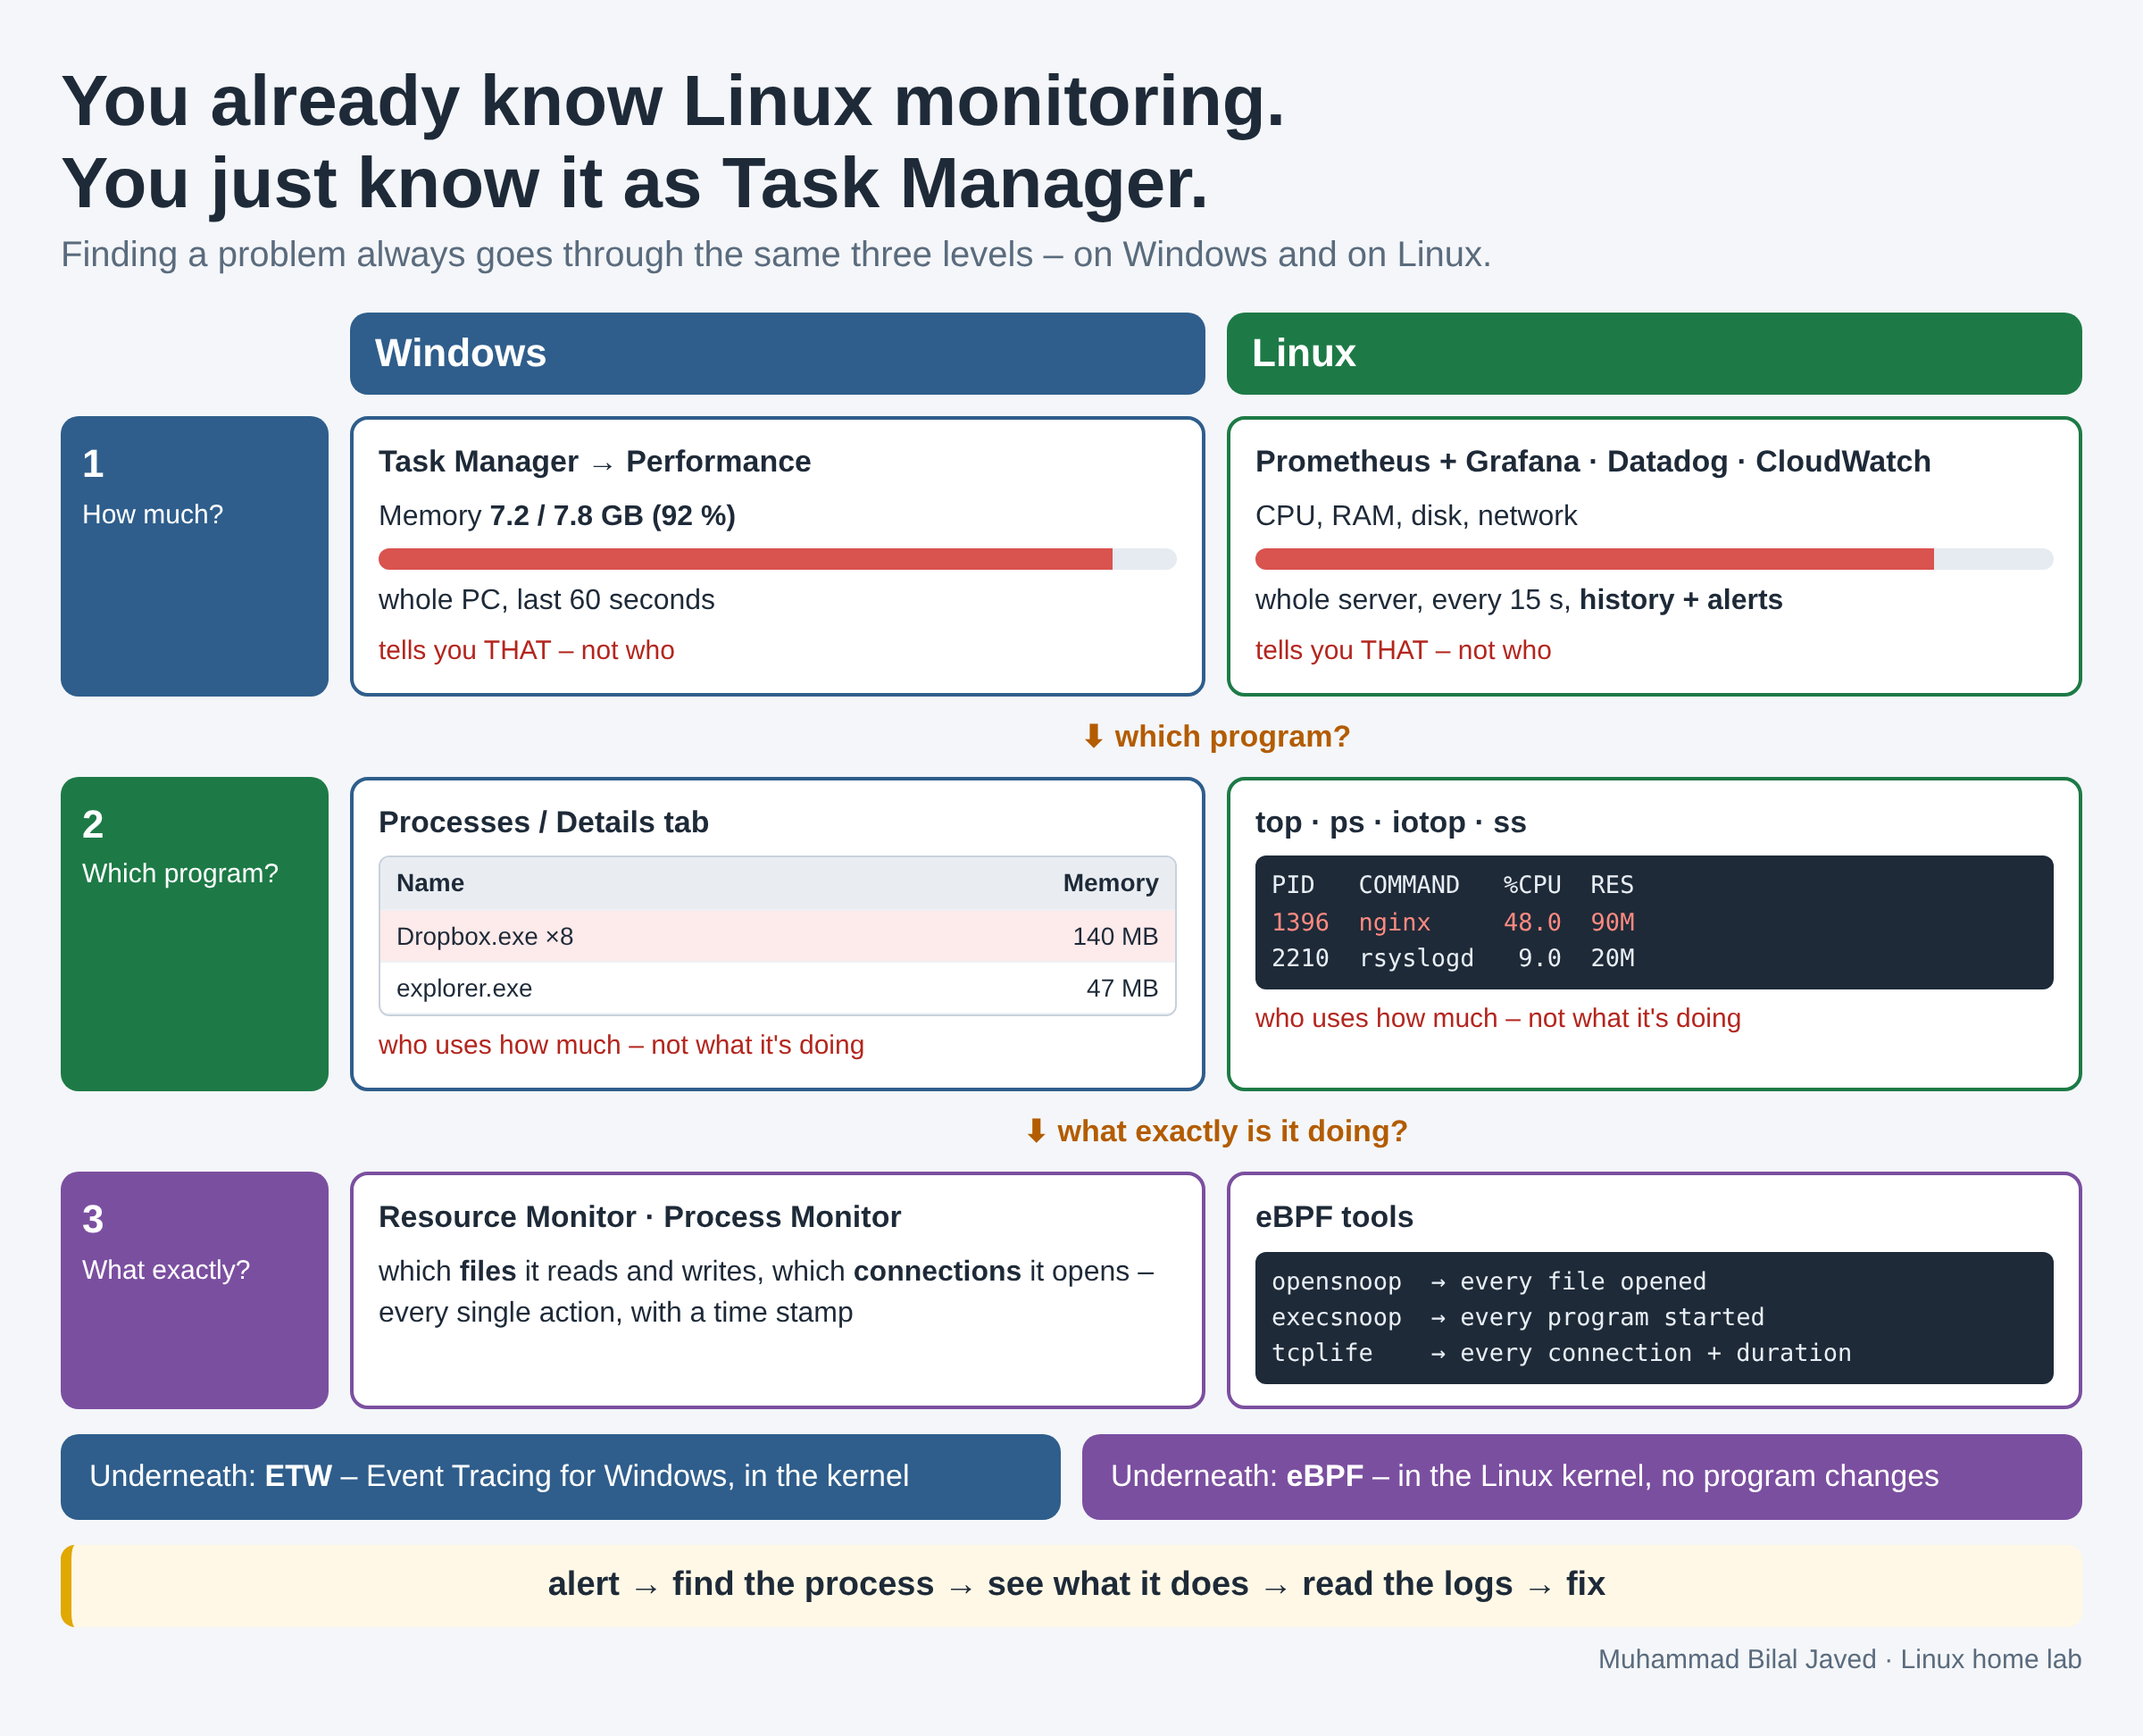 You already know Linux monitoring.
You just know it as Task Manager.
Finding a problem always goes through the same three levels – on Windows and on Linux.
Windows
Linux
1
How much?
Task Manager → Performance
Memory 7.2 / 7.8 GB (92 %)
whole PC, last 60 seconds
tells you THAT – not who
Prometheus + Grafana · Datadog · CloudWatch
CPU, RAM, disk, network
whole server, every 15 s, history + alerts
tells you THAT – not who
⬇ which program?
2
Which program?
Processes / Details tab
Name Memory
Dropbox.exe ×8 140 MB
explorer.exe 47 MB
who uses how much – not what it's doing
top · ps · iotop · ss
PID COMMAND %CPU RES
1396 nginx 48.0 90M
2210 rsyslogd 9.0 20M
who uses how much – not what it's doing
⬇ what exactly is it doing?
3
What exactly?
Resource Monitor · Process Monitor
which files it reads and writes, which connections it opens –
every single action, with a time stamp
eBPF tools
opensnoop → every file opened
execsnoop → every program started
tcplife → every connection + duration
Underneath: ETW – Event Tracing for Windows, in the kernel
Underneath: eBPF – in the Linux kernel, no program changes
alert → find the process → see what it does → read the logs → fix
Muhammad Bilal Javed · Linux home lab